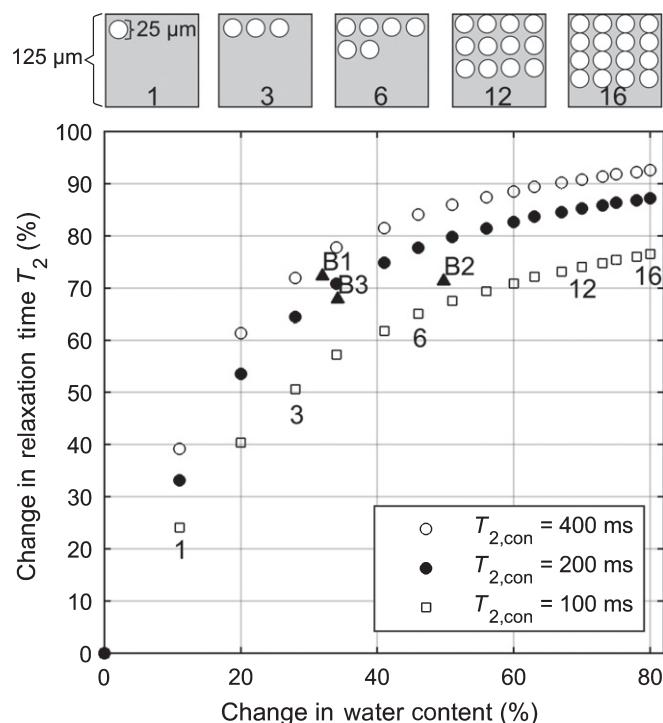 125 µm
25 µm
1 3 6 12 16
100
90
80
70
60
50
40
30
20
10
0
Change in relaxation time T2 (%)
B1
B3
B2
1
3
6
12
16
T2,con = 400 ms
T2,con = 200 ms
T2,con = 100 ms
0 20 40 60 80
Change in water content (%)